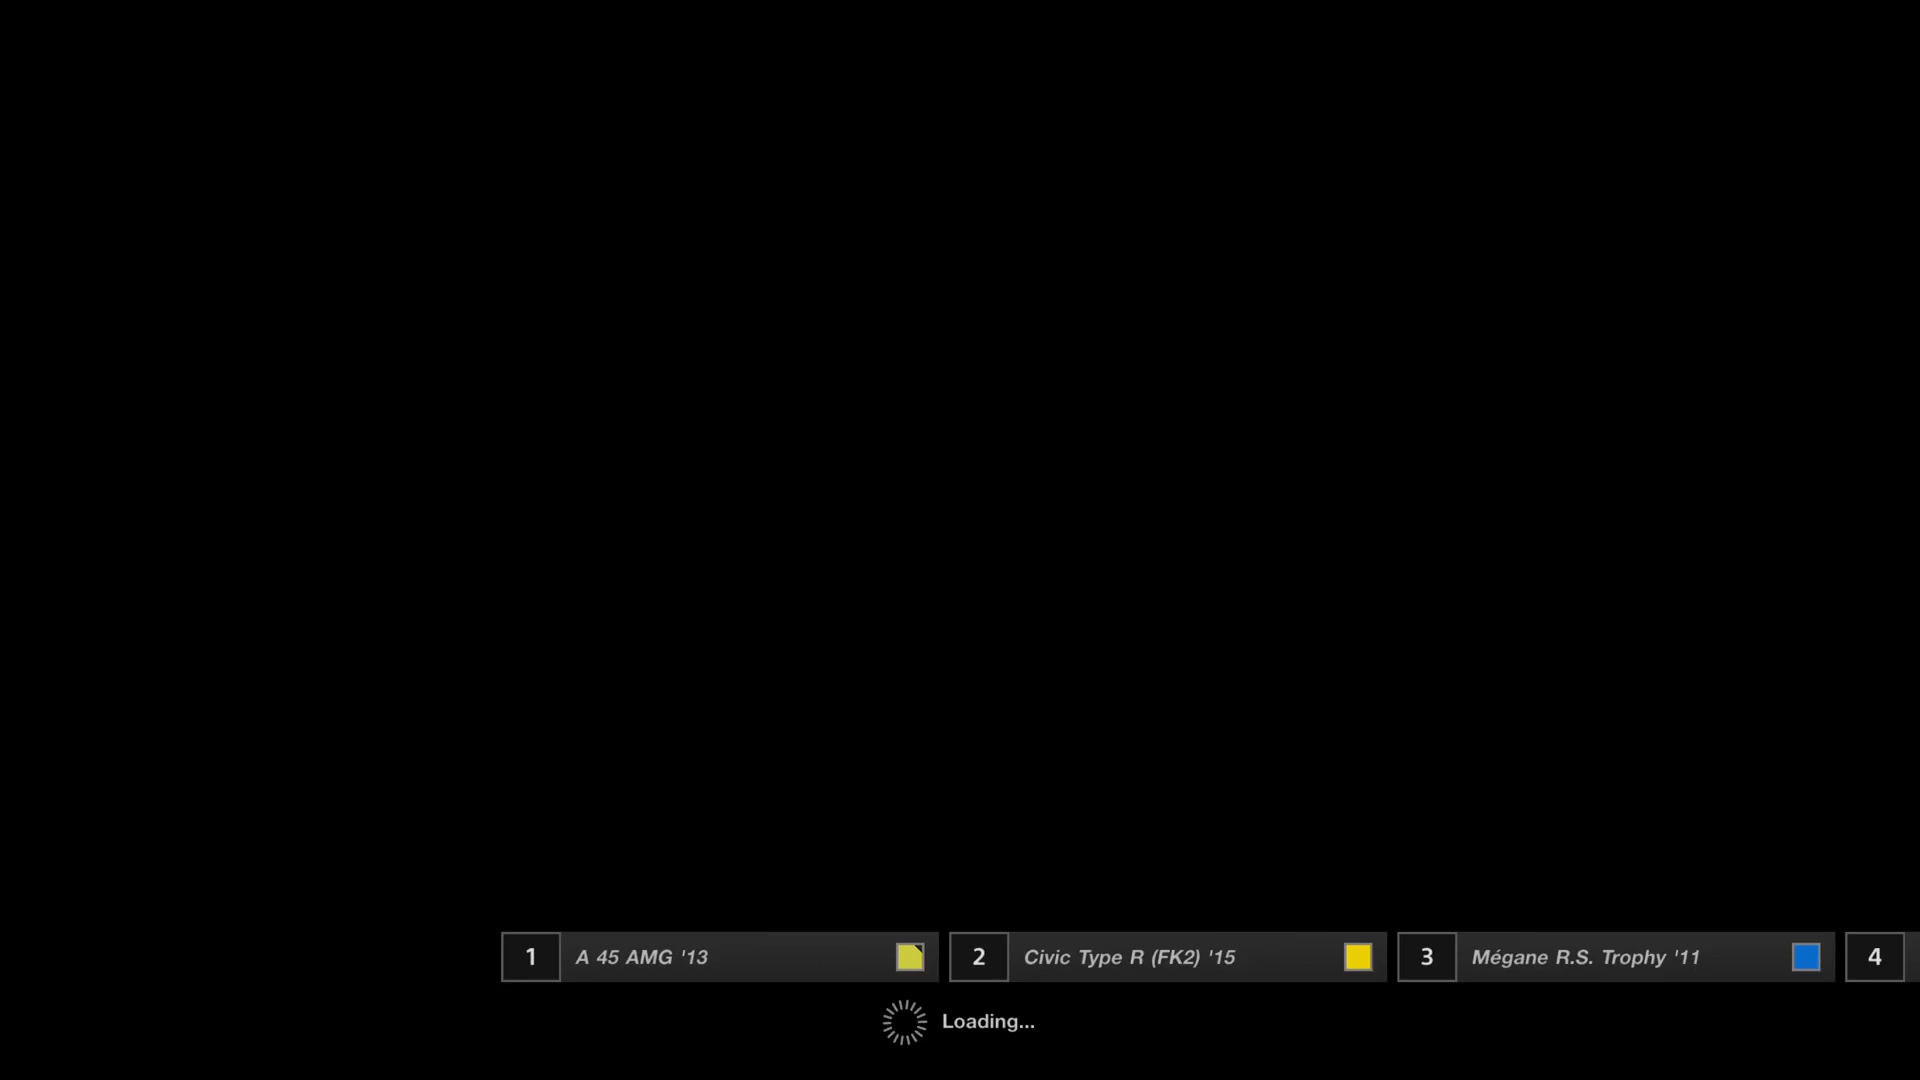 1 A 45 AMG '13 2 Civic Type R (FK2) '15 3 Mégane R.S. Trophy '11 4
Loading...